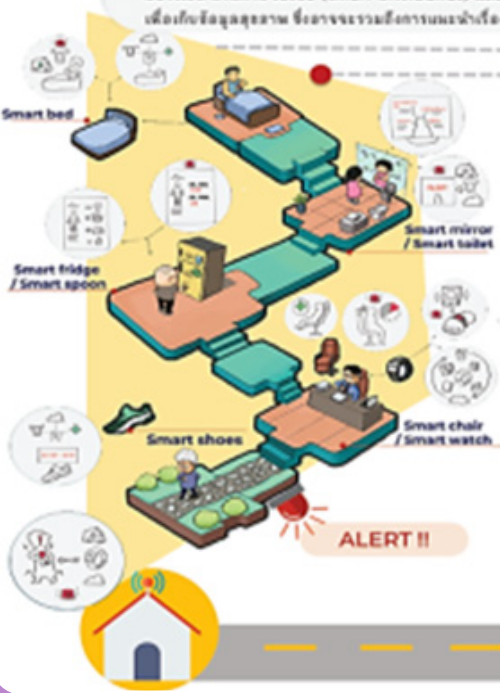 เพื่อเก็บข้อมูลสุขภาพ ซึ่งอาจจะรวมถึงการแนะนำเรื่อ
Smart bed
Smart mirror
/ Smart toilet
Smart fridge
/ Smart spoon
Smart chair
/ Smart watch
Smart shoes
ALERT !!